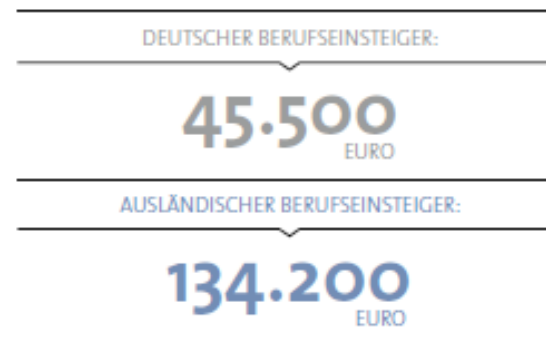 DEUTSCHER BERUFSEINSTEIGER:
45.500
EURO
AUSLÄNDISCHER BERUFSEINSTEIGER:
134.200
EURO